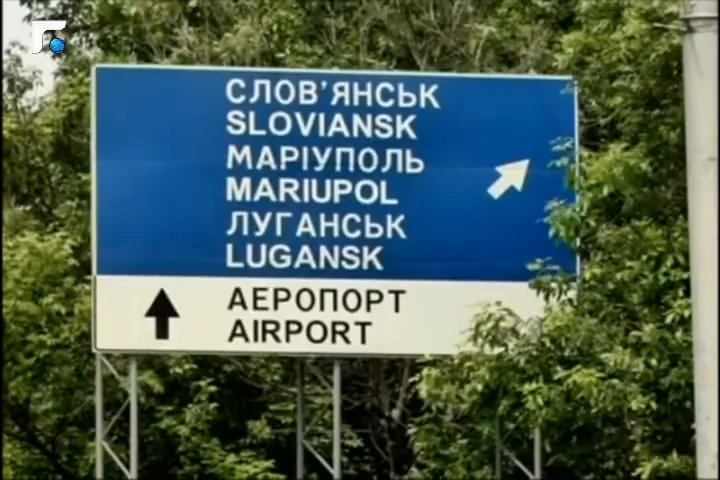 СЛОВ'ЯНСЬК
SLOVIANSK
МАРІУПОЛЬ
MARIUPOL
ЛУГАНСЬК
LUGANSK
АЕРОПОРТ
AIRPORT